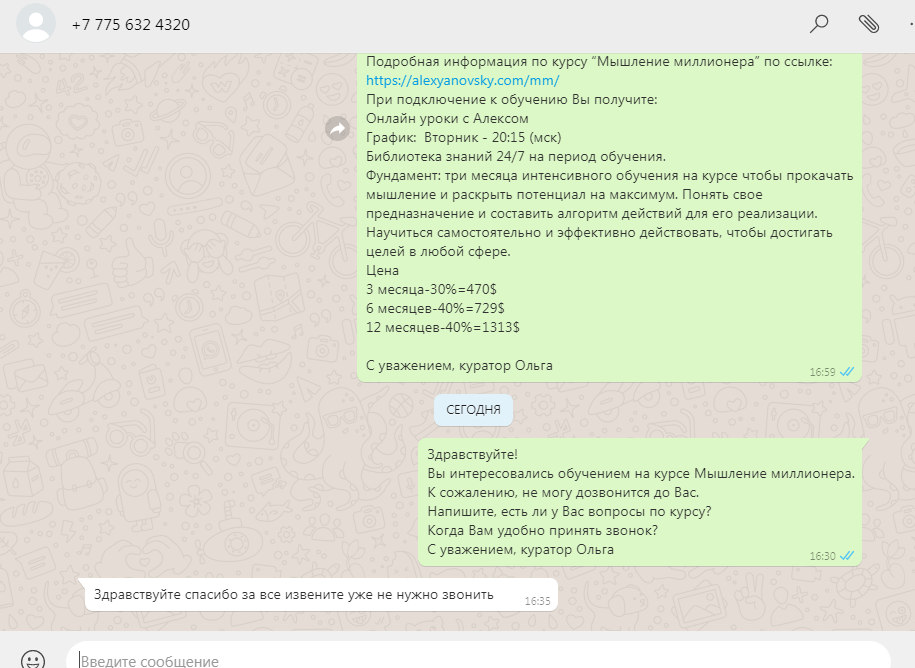 +7 775 632 4320
Подробная информация по курсу “Мышление миллионера” по ссылке:
https://alexyanovsky.com/mm/
При подключение к обучению Вы получите:
Онлайн уроки с Алексом
График:  Вторник - 20:15 (мск)
Библиотека знаний 24/7 на период обучения.
Фундамент: три месяца интенсивного обучения на курсе чтобы прокачать
мышление и раскрыть потенциал на максимум. Понять свое
предназначение и составить алгоритм действий для его реализации.
Научиться самостоятельно и эффективно действовать, чтобы достигать
целей в любой сфере.
Цена
3 месяца-30%=470$
6 месяцев-40%=729$
12 месяцев-40%=1313$
С уважением, куратор Ольга
16:59
СЕГОДНЯ
Здравствуйте!
Вы интересовались обучением на курсе Мышление миллионера.
К сожалению, не могу дозвонится до Вас.
Напишите, есть ли у Вас вопросы по курсу?
Когда Вам удобно принять звонок?
С уважением, куратор Ольга
16:30
Здравствуйте спасибо за все извените уже не нужно звонить
16:35
Введите сообщение